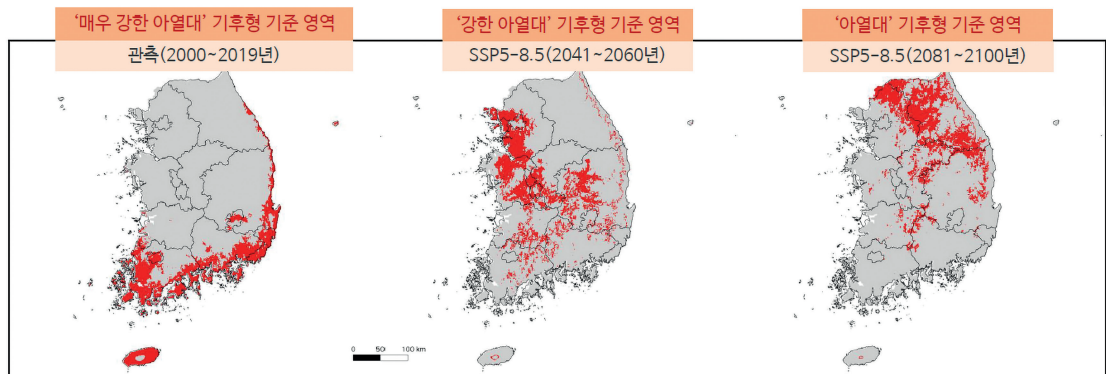 ‘매우 강한 아열대’ 기후형 기준 영역
관측(2000~2019년)
‘강한 아열대’ 기후형 기준 영역
SSP5-8.5(2041~2060년)
‘아열대’ 기후형 기준 영역
SSP5-8.5(2081~2100년)
0 50 100 km